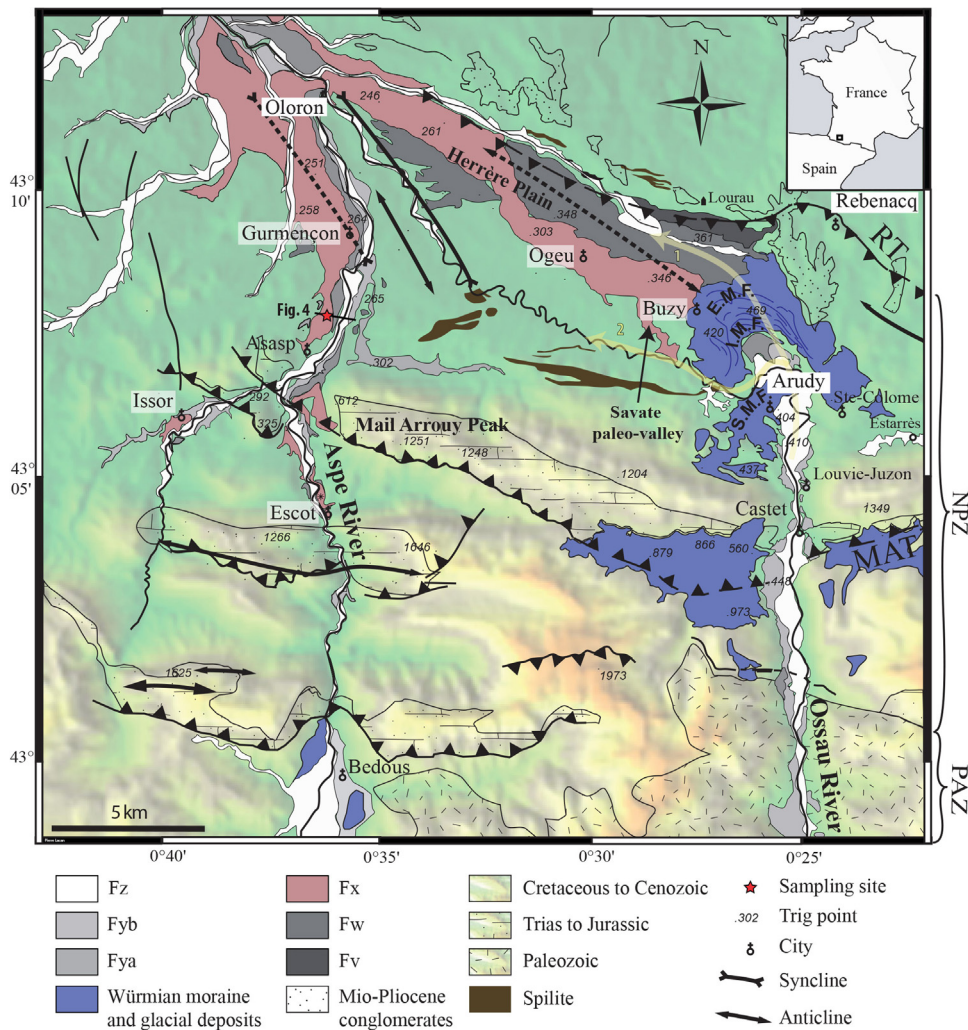 N
France
Spain
43°
10'
43°
05'
43°
Oloron
246
261
251
.258
264
Herrère Plain
Gurmençon
348
.303
Ogeu
361
Lourau
Rebenacq
RT
.346
1
Buzy
E.M.F.
469
I.M.F.
420
265
Fig. 4
2
Asasp
302
Arudy
S.M.F.
404
.410
Ste-Colome
Estarrès
Savate
paleo-valley
Issor
292
325
612
Mail Arrouy Peak
1251
1248
.1204
437
Louvie-Juzon
Aspe River
Escot
Castet
1349
MAT
1266
1646
.879
866
560
.448
.973
NPZ
1625
1973
Ossau River
Bedous
PAZ
5 km
0°40'
0°35'
0°30'
0°25'
Fz
Fx
Cretaceous to Cenozoic
Sampling site
Fyb
Fw
Trias to Jurassic
.302
Trig point
Fya
Fv
Paleozoic
City
Würmian moraine
and glacial deposits
Mio-Pliocene
conglomerates
Spilite
Syncline
Anticline